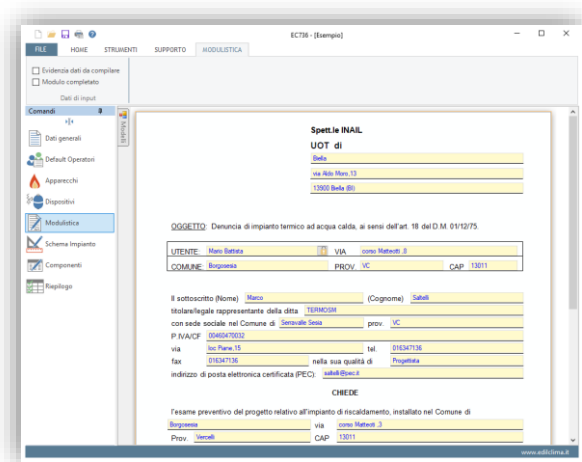 EC736 - [Esempio]
FILE HOME STRUMENTI SUPPORTO MODULISTICA
Evidenzia dati da compilare
Modulo completato
Dati di input
Comandi
Modelli
Dati generali
Default Operatori
Apparecchi
Dispositivi
Modulistica
Schema Impianto
Componenti
Riepilogo
Spett.le INAIL
UOT di
Biella
via Aldo Moro,13
13900 Biella (BI)
OGGETTO: Denuncia di impianto termico ad acqua calda, ai sensi dell'art. 18 del D.M. 01/12/75.
UTENTE: Mario Battista VIA corso Matteotti ,8
COMUNE: Borgosesia PROV. VC CAP 13011
Il sottoscritto (Nome) Marco (Cognome) Saltelli
titolare/legale rappresentante della ditta TERMOSM
con sede sociale nel Comune di Serravalle Sesia prov. VC
P.IVA/CF 00460470032
via loc Piane,15 tel. 016347136
fax 016347136 nella sua qualità di Progettista
indirizzo di posta elettronica certificata (PEC): saltelli@pec.it
CHIEDE
l'esame preventivo del progetto relativo all'impianto di riscaldamento, installato nel Comune di
Borgosesia via corso Matteotti ,3
Prov. Vercelli CAP 13011
www.edilclima.it